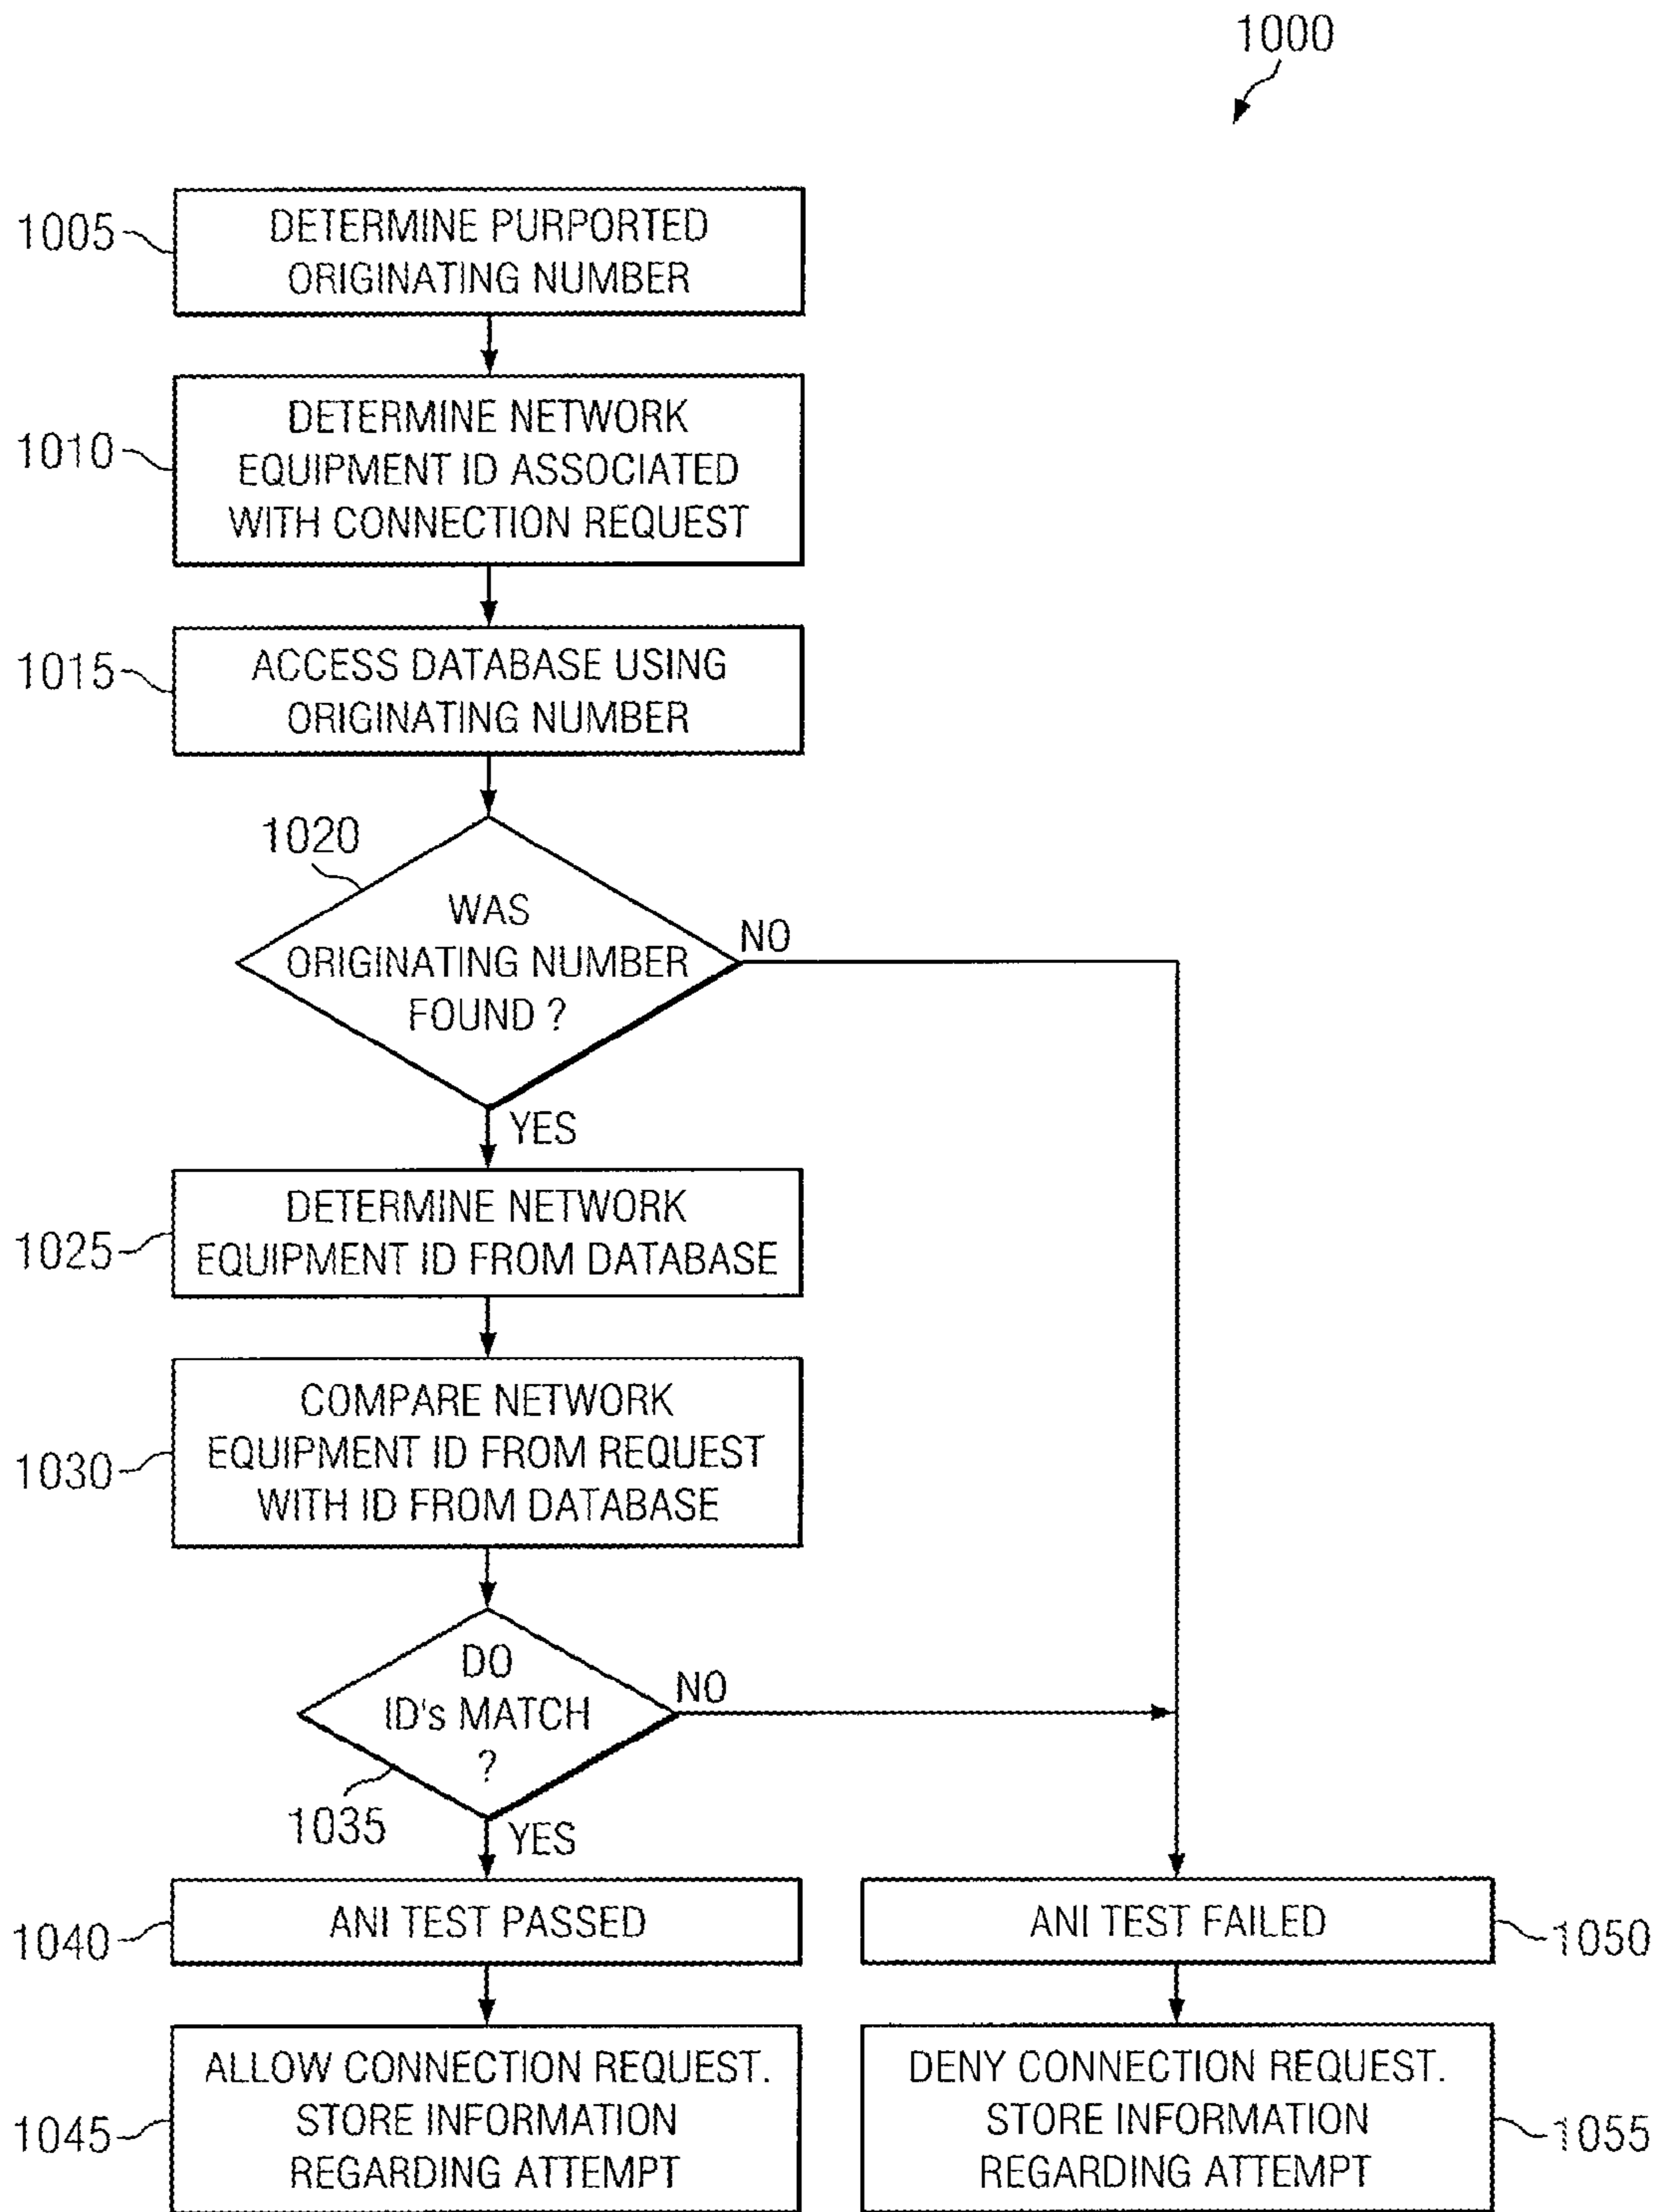 1000
1005
DETERMINE PURPORTED
ORIGINATING NUMBER
1010
DETERMINE NETWORK
EQUIPMENT ID ASSOCIATED
WITH CONNECTION REQUEST
1015
ACCESS DATABASE USING
ORIGINATING NUMBER
1020
WAS
ORIGINATING NUMBER
FOUND ?
NO
YES
1025
DETERMINE NETWORK
EQUIPMENT ID FROM DATABASE
1030
COMPARE NETWORK
EQUIPMENT ID FROM REQUEST
WITH ID FROM DATABASE
DO
ID's MATCH
?
NO
1035
YES
1040
ANI TEST PASSED
ANI TEST FAILED
1050
1045
ALLOW CONNECTION REQUEST.
STORE INFORMATION
REGARDING ATTEMPT
DENY CONNECTION REQUEST.
STORE INFORMATION
REGARDING ATTEMPT
1055